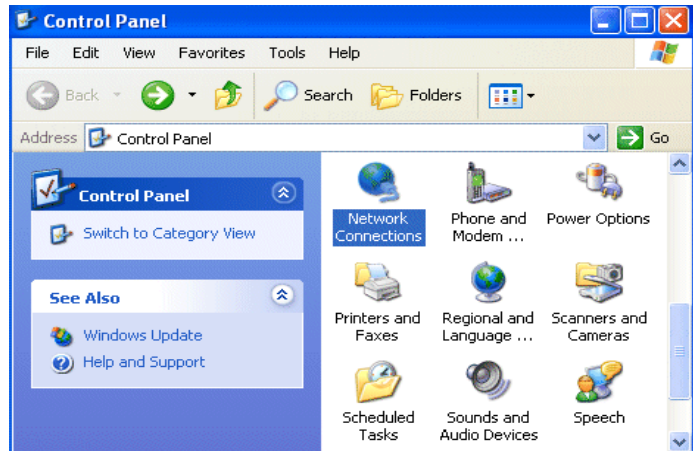 Control Panel
File Edit View Favorites Tools Help
Back Search Folders
Address Control Panel Go
Control Panel
Switch to Category View
See Also
Windows Update
Help and Support
Network Connections
Phone and Modem ...
Power Options
Printers and Faxes
Regional and Language ...
Scanners and Cameras
Scheduled Tasks
Sounds and Audio Devices
Speech